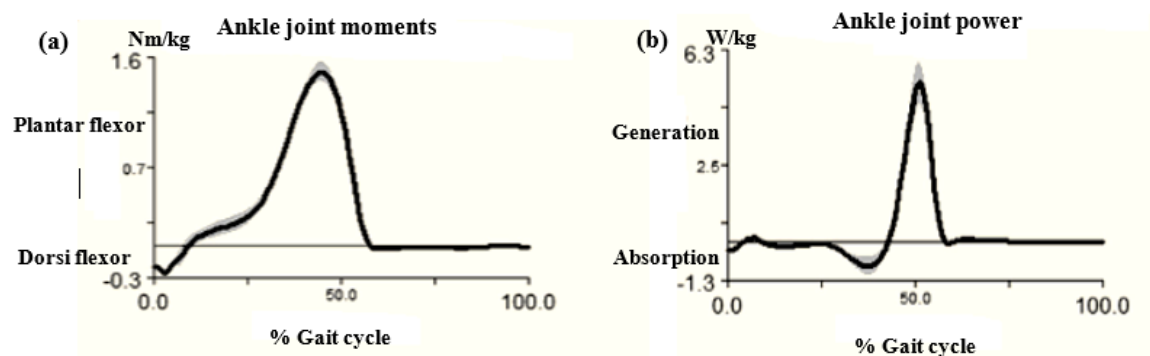 (a)
Ankle joint moments
Nm/kg
1.6
Plantar flexor
0.7
Dorsi flexor
-0.3
0.0
50.0
100.0
% Gait cycle
(b)
Ankle joint power
W/kg
6.3
Generation
2.5
Absorption
-1.3
0.0
50.0
100.0
% Gait cycle